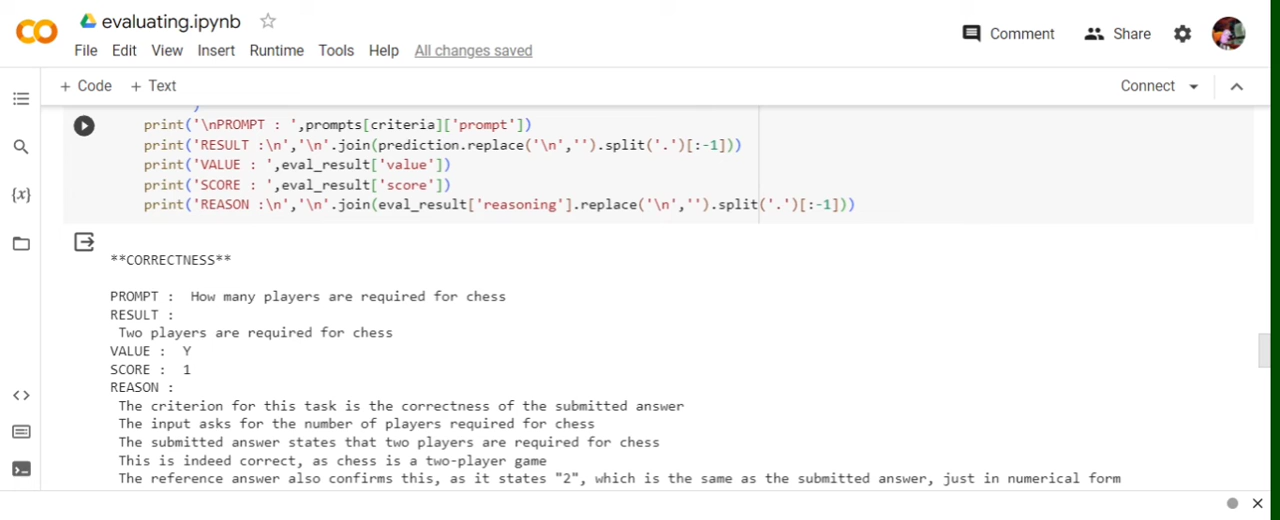 evaluating.ipynb
File Edit View Insert Runtime Tools Help All changes saved
Comment Share
+ Code + Text
Connect
print('\nPROMPT : ',prompts[criteria]['prompt'])
print('RESULT :\n','\n'.join(prediction.replace('\n','').split('.')[:-1]))
print('VALUE : ',eval_result['value'])
print('SCORE : ',eval_result['score'])
print('REASON :\n','\n'.join(eval_result['reasoning'].replace('\n','').split('.')[:-1]))
**CORRECTNESS**
PROMPT : How many players are required for chess
RESULT :
Two players are required for chess
VALUE : Y
SCORE : 1
REASON :
The criterion for this task is the correctness of the submitted answer
The input asks for the number of players required for chess
The submitted answer states that two players are required for chess
This is indeed correct, as chess is a two-player game
The reference answer also confirms this, as it states "2", which is the same as the submitted answer, just in numerical form